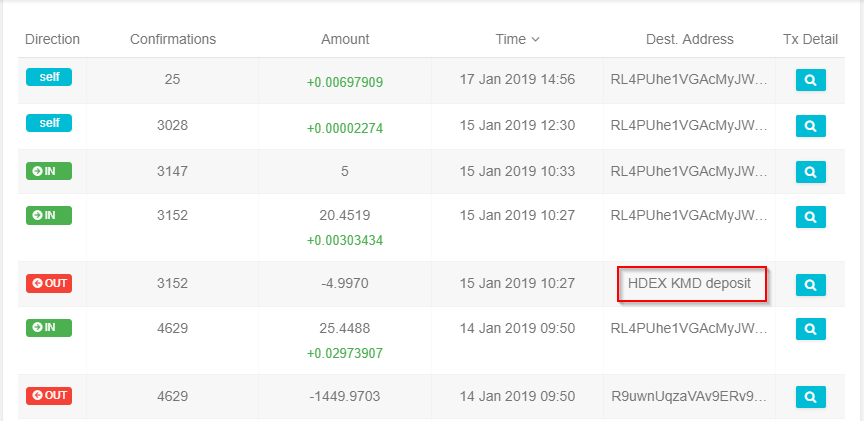 Direction Confirmations Amount Time Dest. Address Tx Detail
self 25 +0.00697909 17 Jan 2019 14:56 RL4PUhe1VGAcMyJW...
self 3028 +0.00002274 15 Jan 2019 12:30 RL4PUhe1VGAcMyJW...
IN 3147 5 15 Jan 2019 10:33 RL4PUhe1VGAcMyJW...
IN 3152 20.4519 15 Jan 2019 10:27 RL4PUhe1VGAcMyJW...
+0.00303434
OUT 3152 -4.9970 15 Jan 2019 10:27 HDEX KMD deposit
IN 4629 25.4488 14 Jan 2019 09:50 RL4PUhe1VGAcMyJW...
+0.02973907
OUT 4629 -1449.9703 14 Jan 2019 09:50 R9uwnUqzaVAv9ERv9...